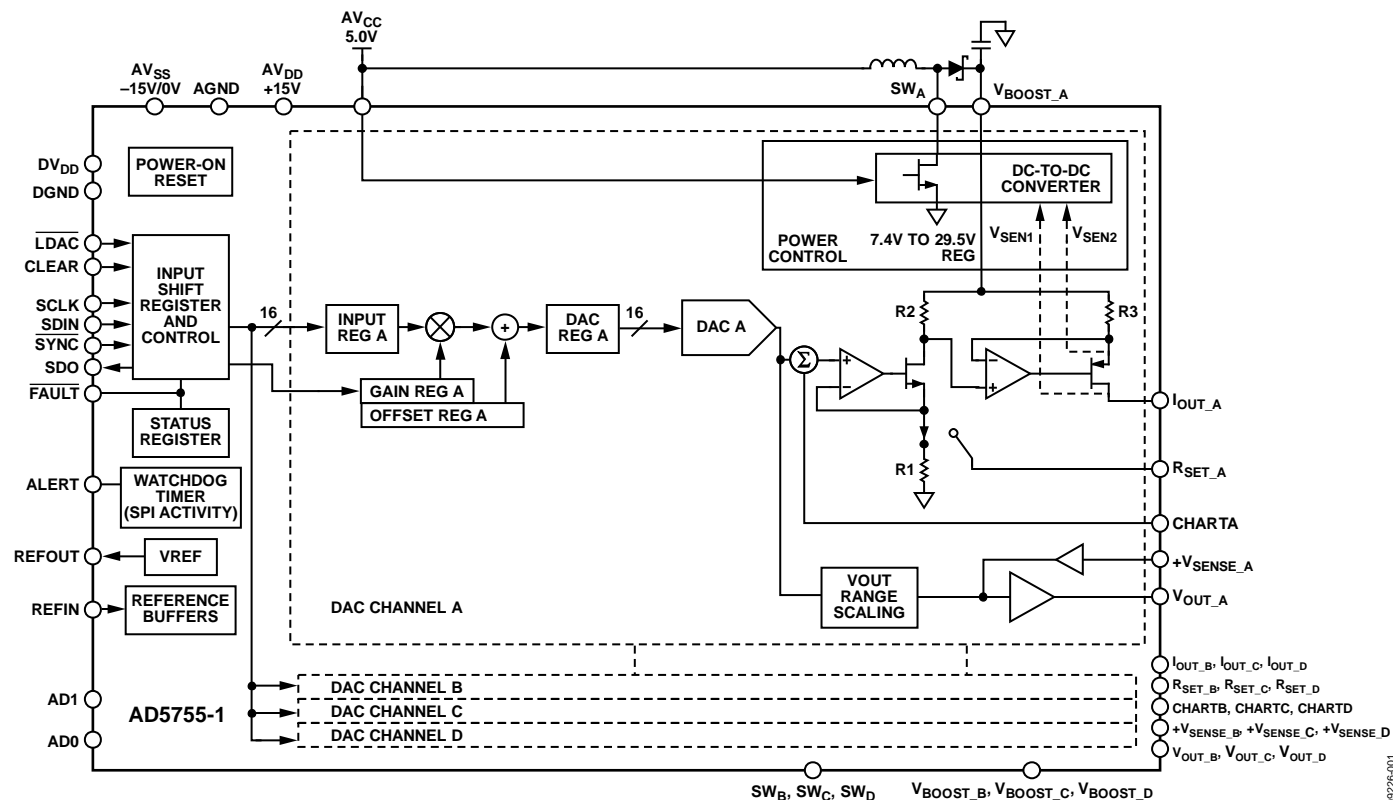 AVCC
5.0V
AVSS
–15V/0V
AGND
AVDD
+15V
SWA
VBOOST_A
DVDD
DGND
POWER-ON
RESET
DC-TO-DC
CONVERTER
POWER
CONTROL
7.4V TO 29.5V
REG
VSEN1
VSEN2
LDAC
CLEAR
SCLK
SDIN
SYNC
SDO
FAULT
INPUT
SHIFT
REGISTER
AND
CONTROL
STATUS
REGISTER
16
INPUT
REG A
+
DAC
REG A
16
DAC A
GAIN REG A
OFFSET REG A
Σ
+
–
R2
–
+
R3
R1
IOUT_A
RSET_A
CHARTA
+VSENSE_A
VOUT_A
ALERT
WATCHDOG
TIMER
(SPI ACTIVITY)
REFOUT
VREF
REFIN
REFERENCE
BUFFERS
DAC CHANNEL A
VOUT
RANGE
SCALING
AD1
AD0
AD5755-1
DAC CHANNEL B
DAC CHANNEL C
DAC CHANNEL D
IOUT_B, IOUT_C, IOUT_D
RSET_B, RSET_C, RSET_D
CHARTB, CHARTC, CHARTD
+VSENSE_B, +VSENSE_C, +VSENSE_D
VOUT_B, VOUT_C, VOUT_D
SWB, SWC, SWD
VBOOST_B, VBOOST_C, VBOOST_D